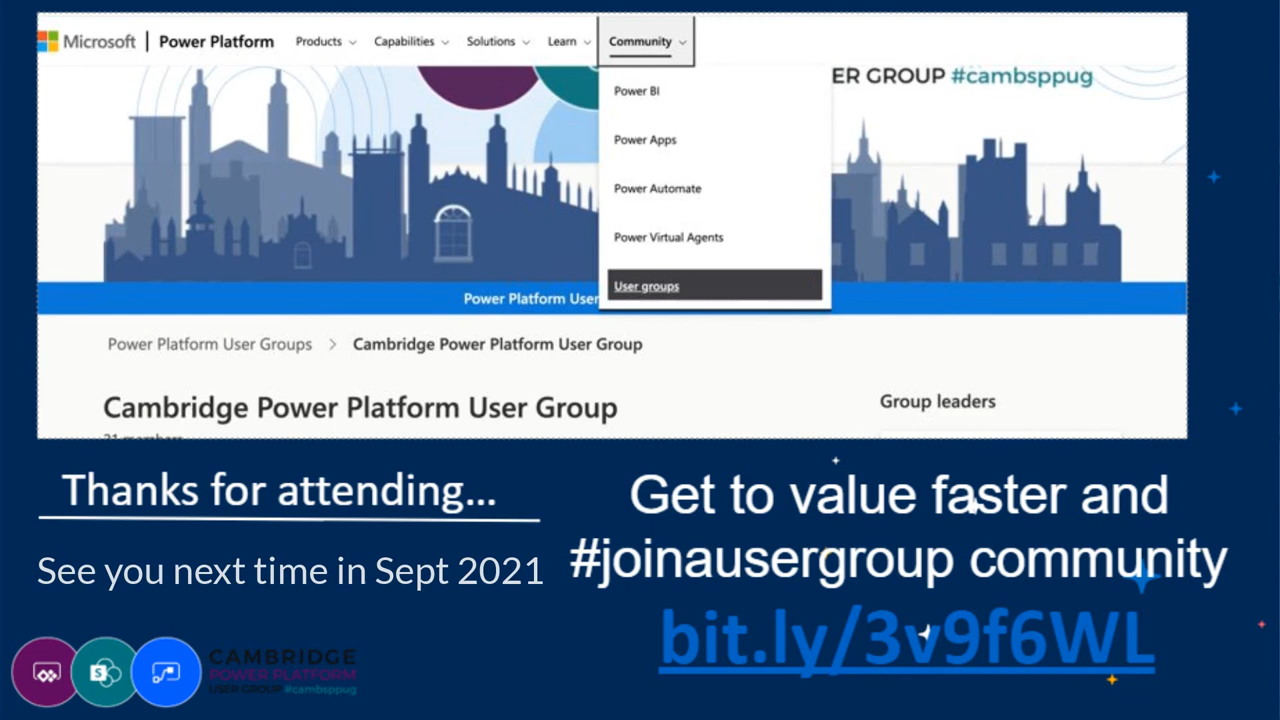 Microsoft | Power Platform Products Capabilities Solutions Learn Community
ER GROUP #cambsppug
Power BI
Power Apps
Power Automate
Power Virtual Agents
User groups
Power Platform User
Power Platform User Groups > Cambridge Power Platform User Group
Cambridge Power Platform User Group
Group leaders
Thanks for attending...
See you next time in Sept 2021
Get to value faster and
#joinausergroup community
bit.ly/3v9f6WL
CAMBRIDGE
POWER PLATFORM
USER GROUP #cambsppug